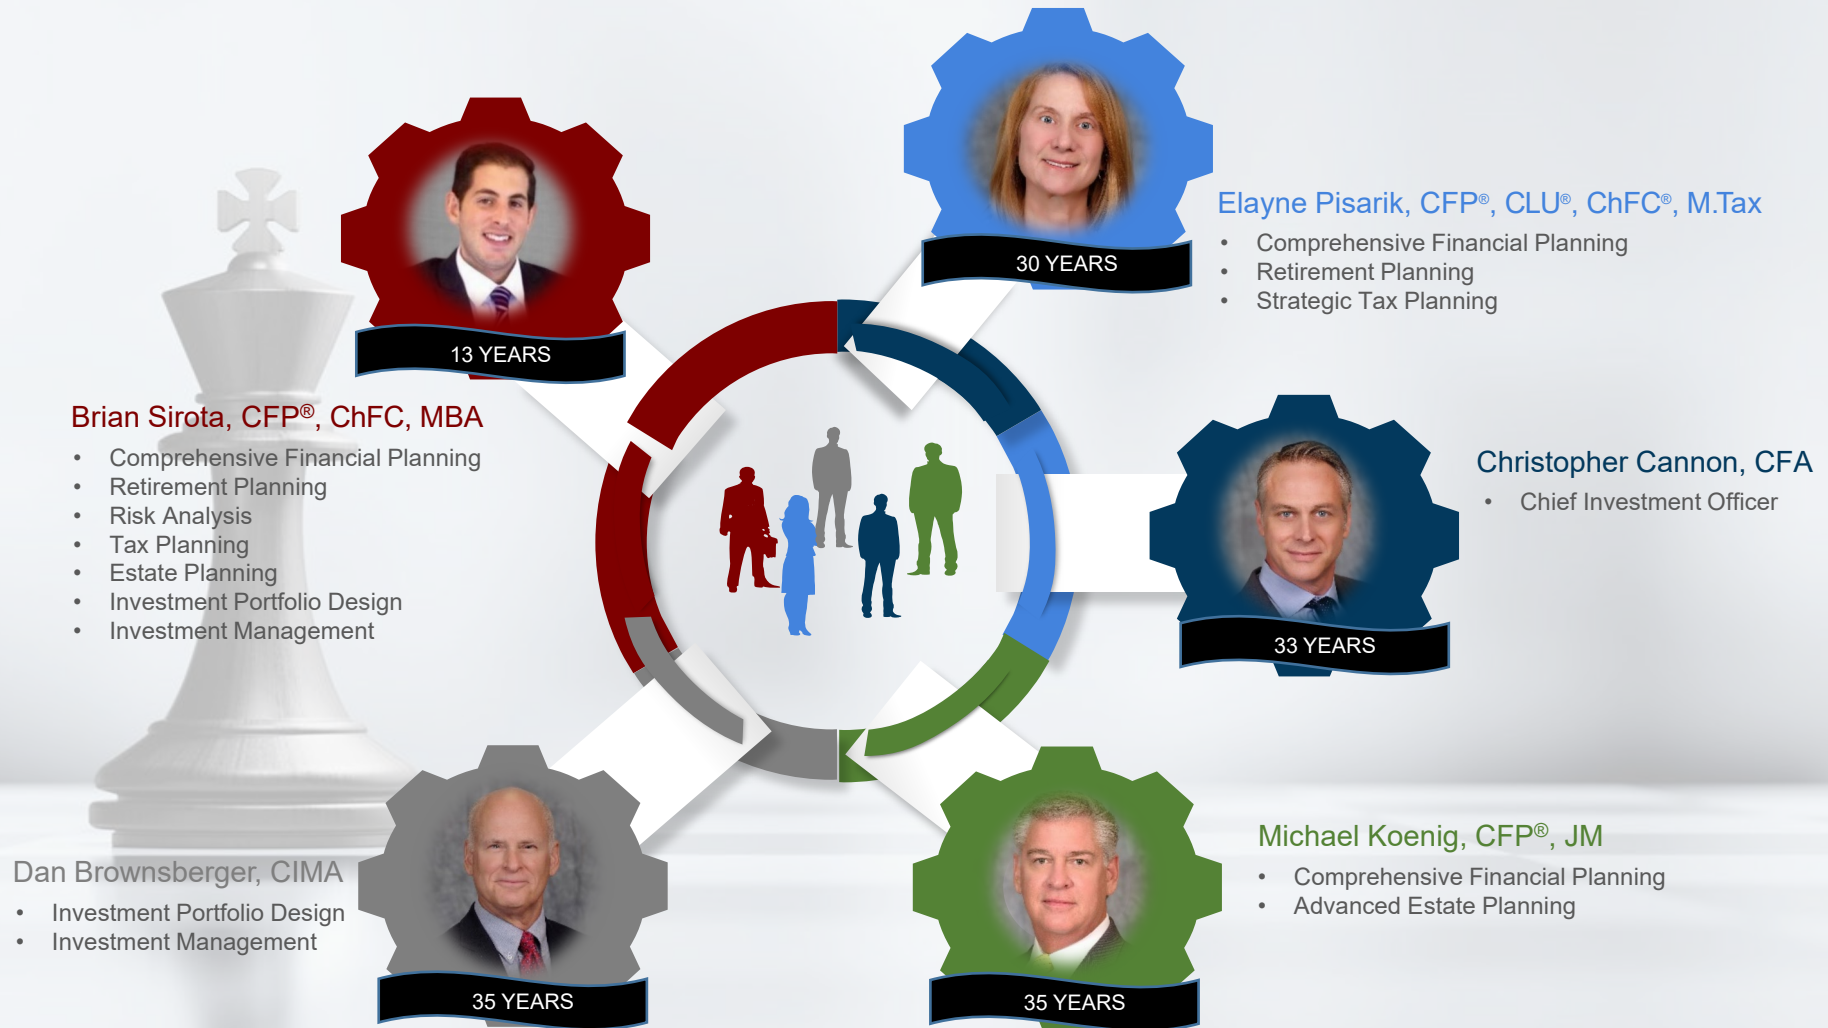 30 YEARS
Elayne Pisarik, CFP®, CLU®, ChFC®, M.Tax
• Comprehensive Financial Planning
• Retirement Planning
• Strategic Tax Planning
13 YEARS
Brian Sirota, CFP®, ChFC, MBA
• Comprehensive Financial Planning
• Retirement Planning
• Risk Analysis
• Tax Planning
• Estate Planning
• Investment Portfolio Design
• Investment Management
Christopher Cannon, CFA
• Chief Investment Officer
33 YEARS
Dan Brownsberger, CIMA
• Investment Portfolio Design
• Investment Management
35 YEARS
Michael Koenig, CFP®, JM
• Comprehensive Financial Planning
• Advanced Estate Planning
35 YEARS